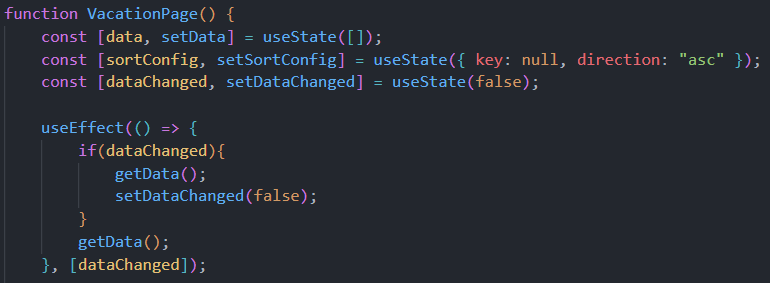 function VacationPage() {
    const [data, setData] = useState([]);
    const [sortConfig, setSortConfig] = useState({ key: null, direction: "asc" });
    const [dataChanged, setDataChanged] = useState(false);

    useEffect(() => {
        if(dataChanged){
            getData();
            setDataChanged(false);
        }
        getData();
    }, [dataChanged]);